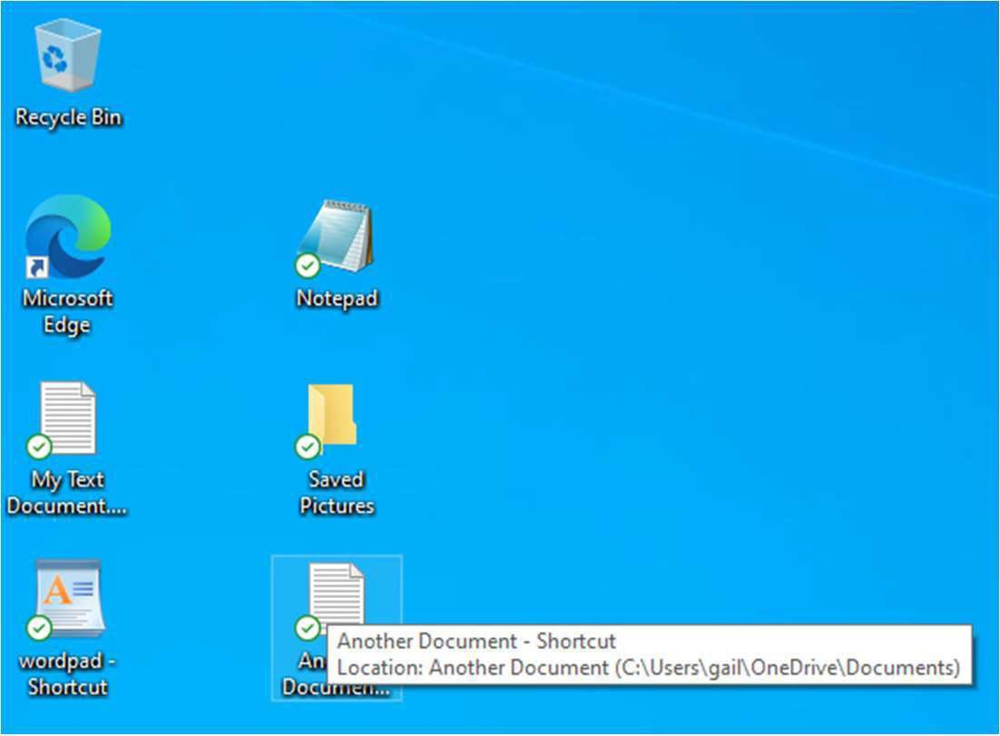 Recycle Bin
Microsoft
Edge
Notepad
My Text
Document....
Saved
Pictures
wordpad -
Shortcut
An
Documen...
Another Document - Shortcut
Location: Another Document (C:\Users\gail\OneDrive\Documents)